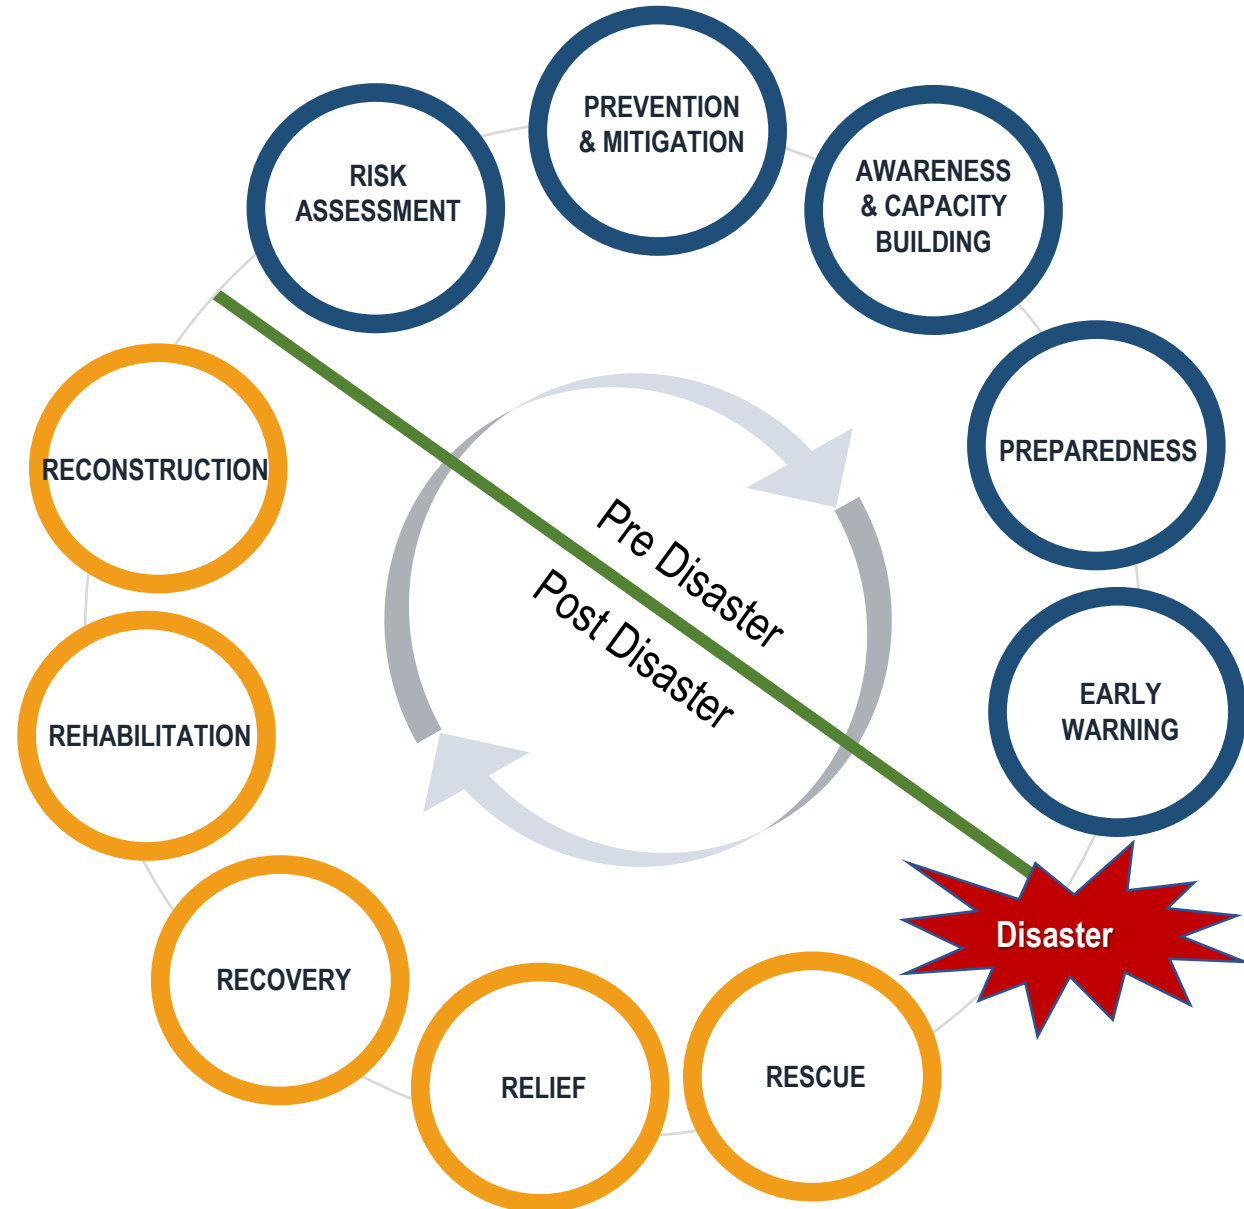 PREVENTION
& MITIGATION
AWARENESS
& CAPACITY
BUILDING
RISK
ASSESSMENT
PREPAREDNESS
RECONSTRUCTION
Pre Disaster
Post Disaster
EARLY
WARNING
REHABILITATION
Disaster
RECOVERY
RESCUE
RELIEF